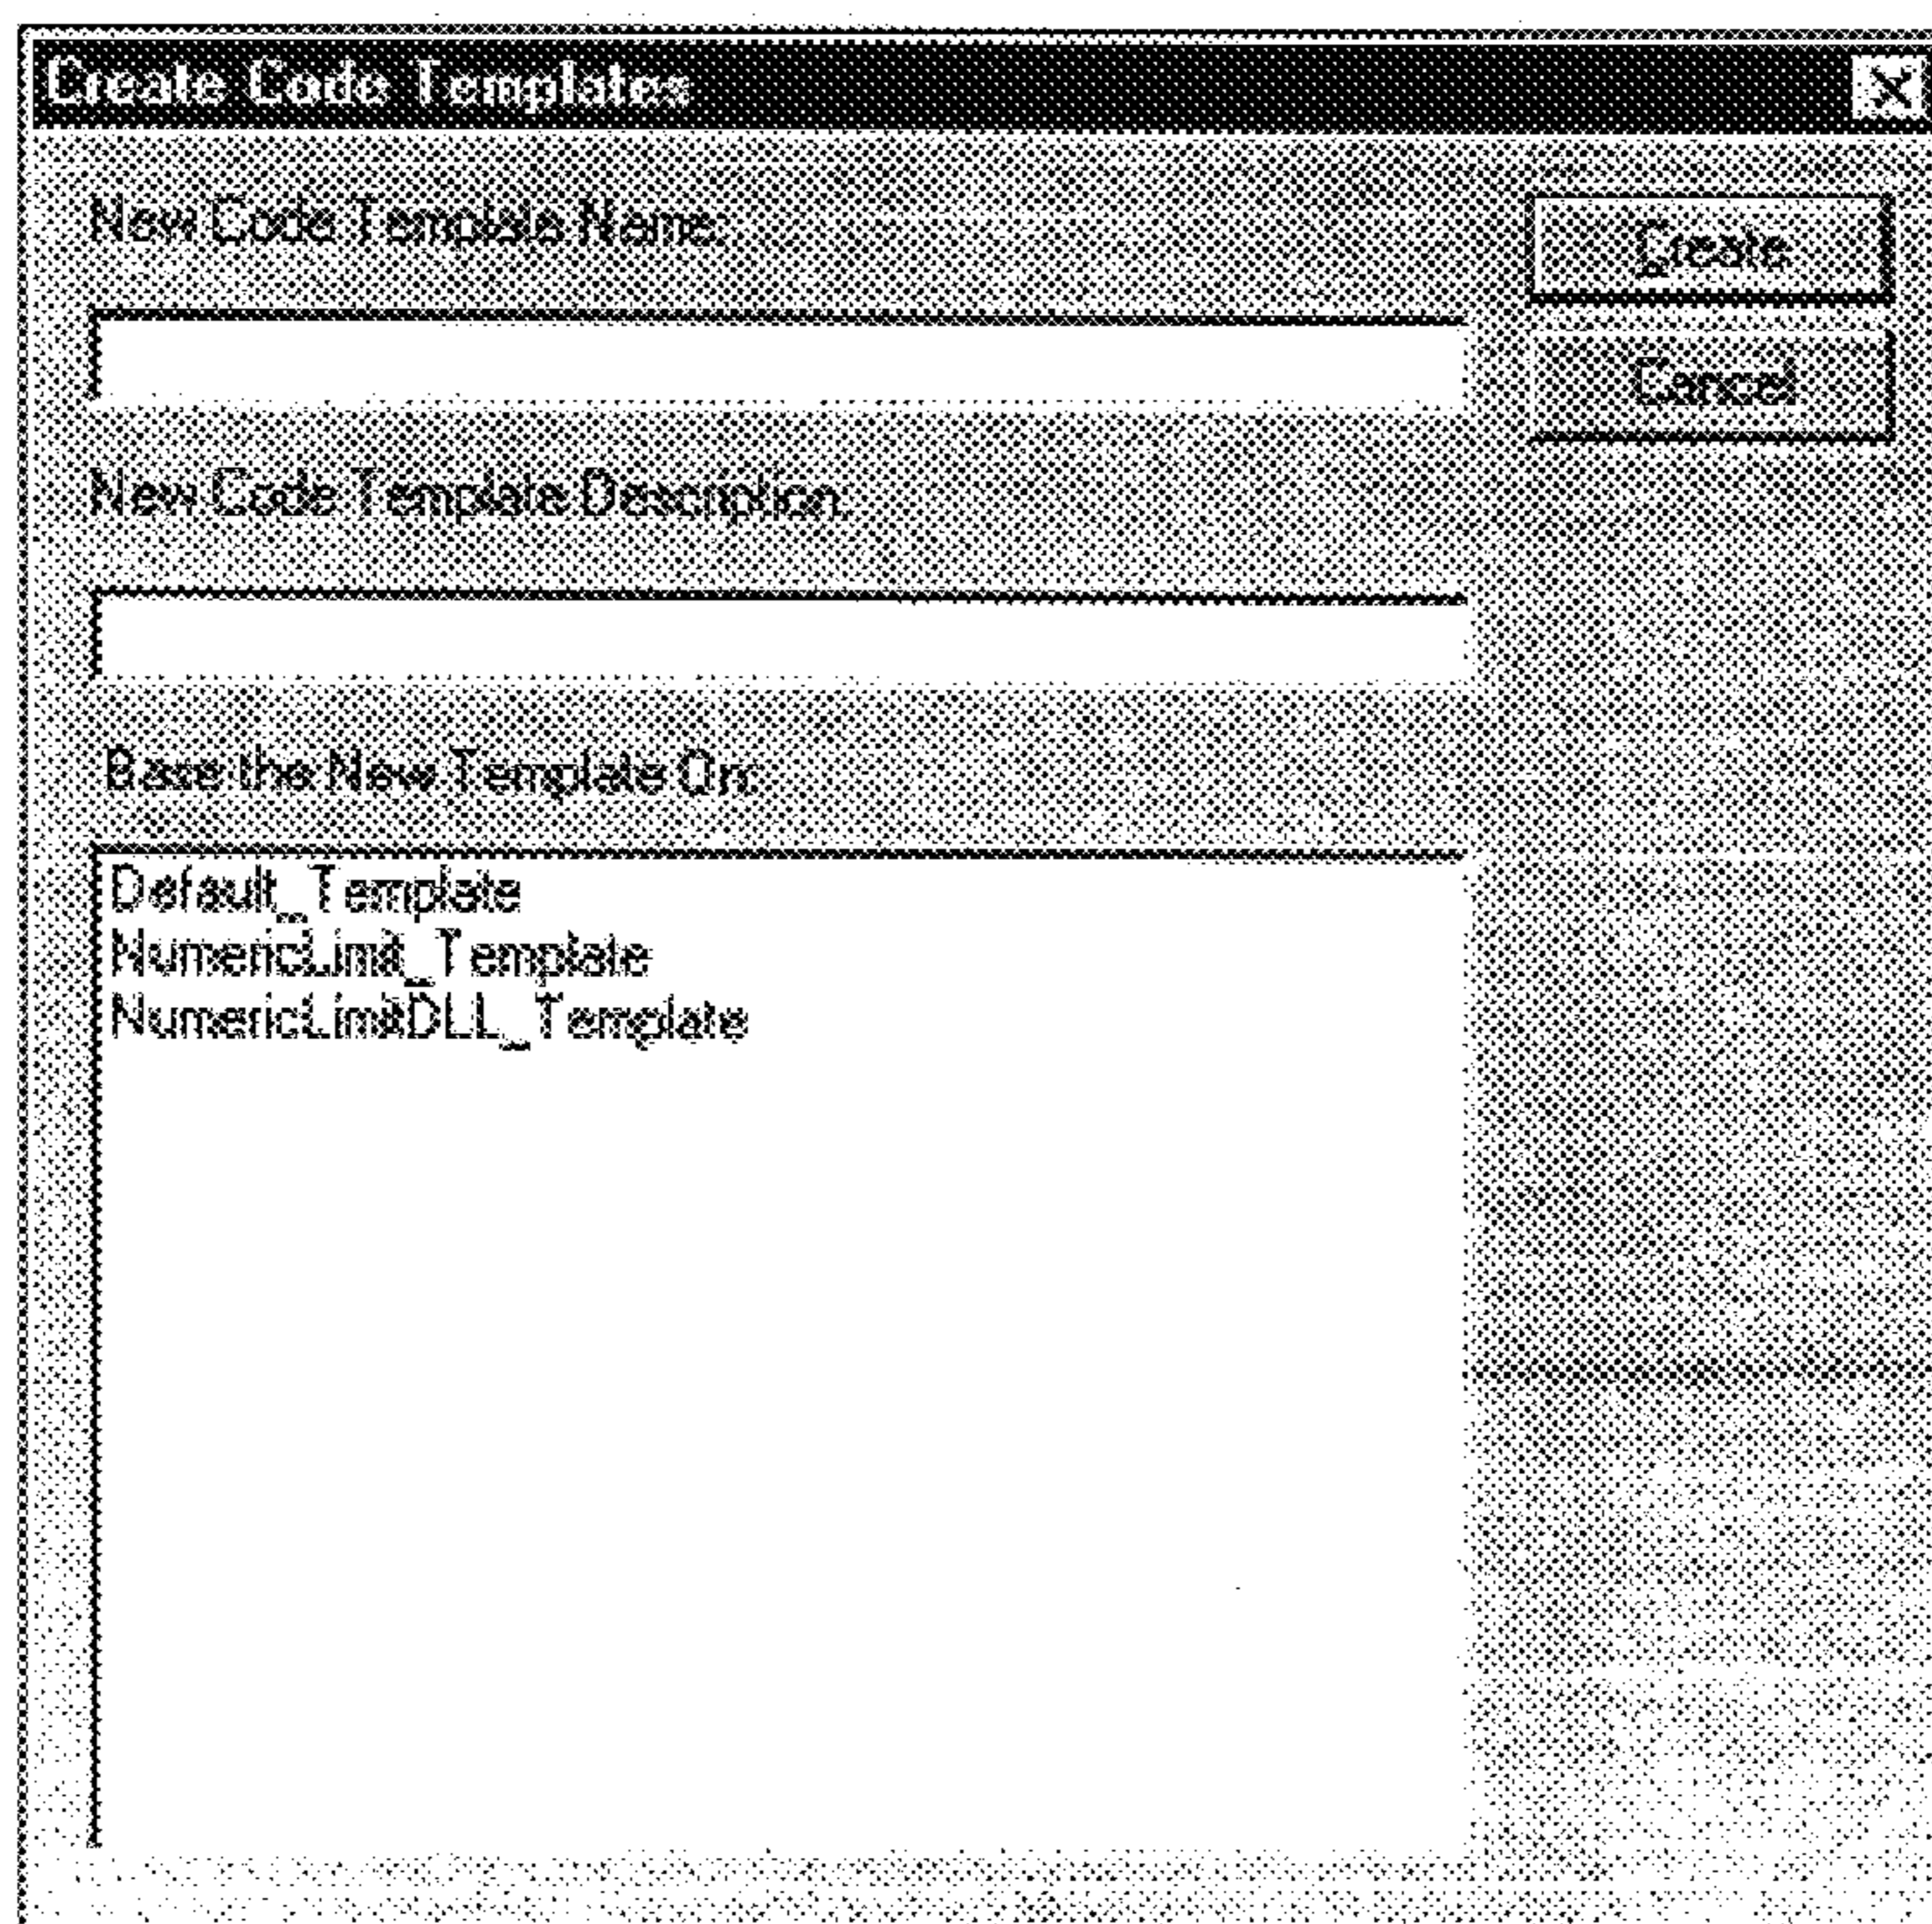 Create Code Templates
New Code Template Name:
Create
Cancel
New Code Template Description:
Base the New Template On:
Default_Template
NumericLimit_Template
NumericLimitDLL_Template